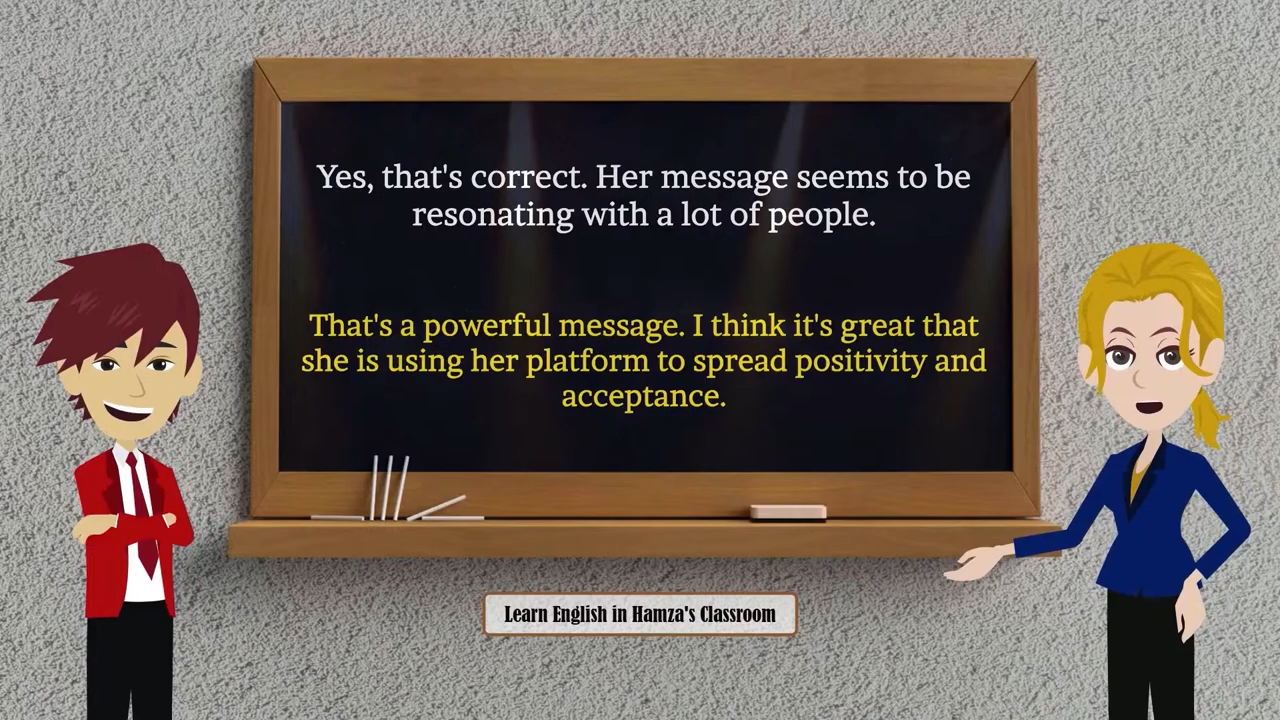 Yes, that's correct. Her message seems to be
resonating with a lot of people.
That's a powerful message. I think it's great that
she is using her platform to spread positivity and
acceptance.
Learn English in Hamza's Classroom